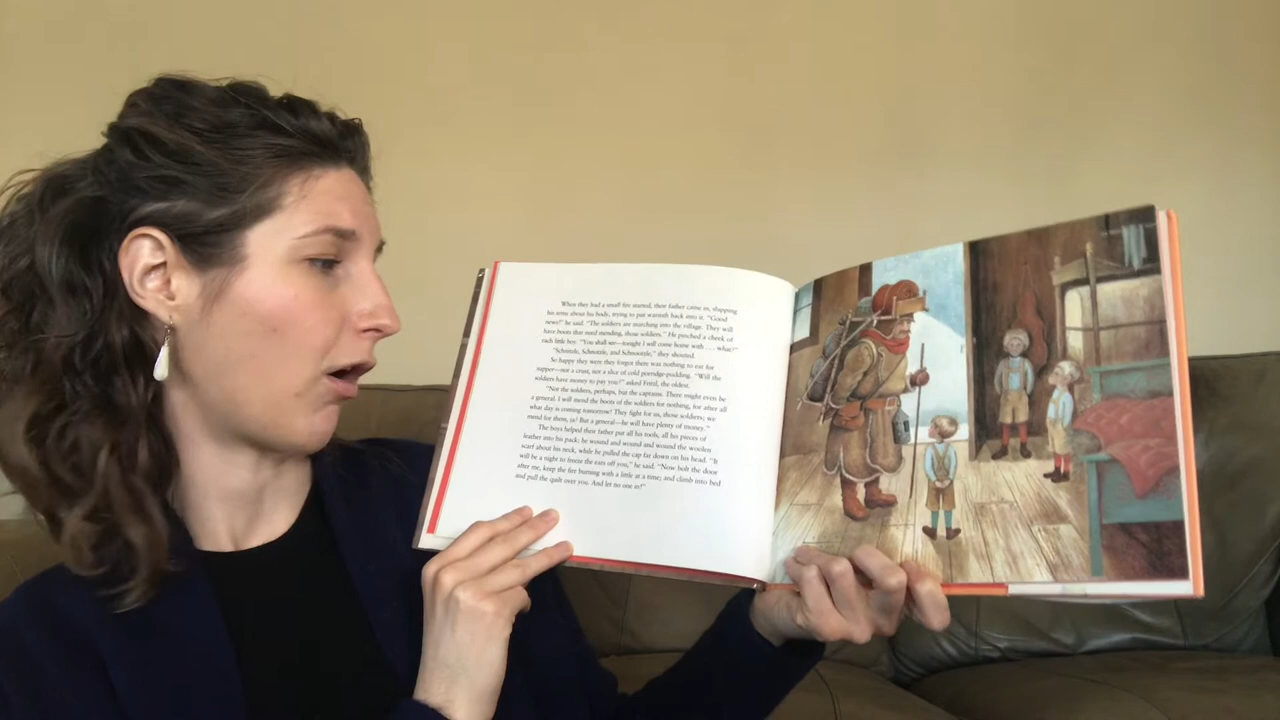 When they had a small fire started, their father came in, slapping
his arms about his body, trying to put warmth back into it. "Good
news!" he said. "The soldiers are marching into the village. They will
have boots that need mending, those soldiers." He pinched a cheek of
each little boy. "You shall see—tonight I will come home with . . . what?"
"Schnitzle, Schnotzle, and Schnootzle," they shouted.
So happy they were they forgot there was nothing to eat for
supper—not a crust, nor a slice of cold porridge-pudding. "Will the
soldiers have money to pay you?" asked Fritzl, the oldest.
"Not the soldiers, perhaps, but the captains. There might even be
a general. I will mend the boots of the soldiers for nothing, for after all
what day is coming tomorrow? They fight for us, those soldiers; we
mend for them, ja? But a general—he will have plenty of money."
The boys helped their father put all his tools, all his pieces of
leather into his pack; he wound and wound and wound the woolen
scarf about his neck, while he pulled the cap far down on his head. "It
will be a night to freeze the ears off you," he said. "Now bolt the door
after me, keep the fire burning with a little at a time; and climb into bed
and pull the quilt over you. And let no one in!"